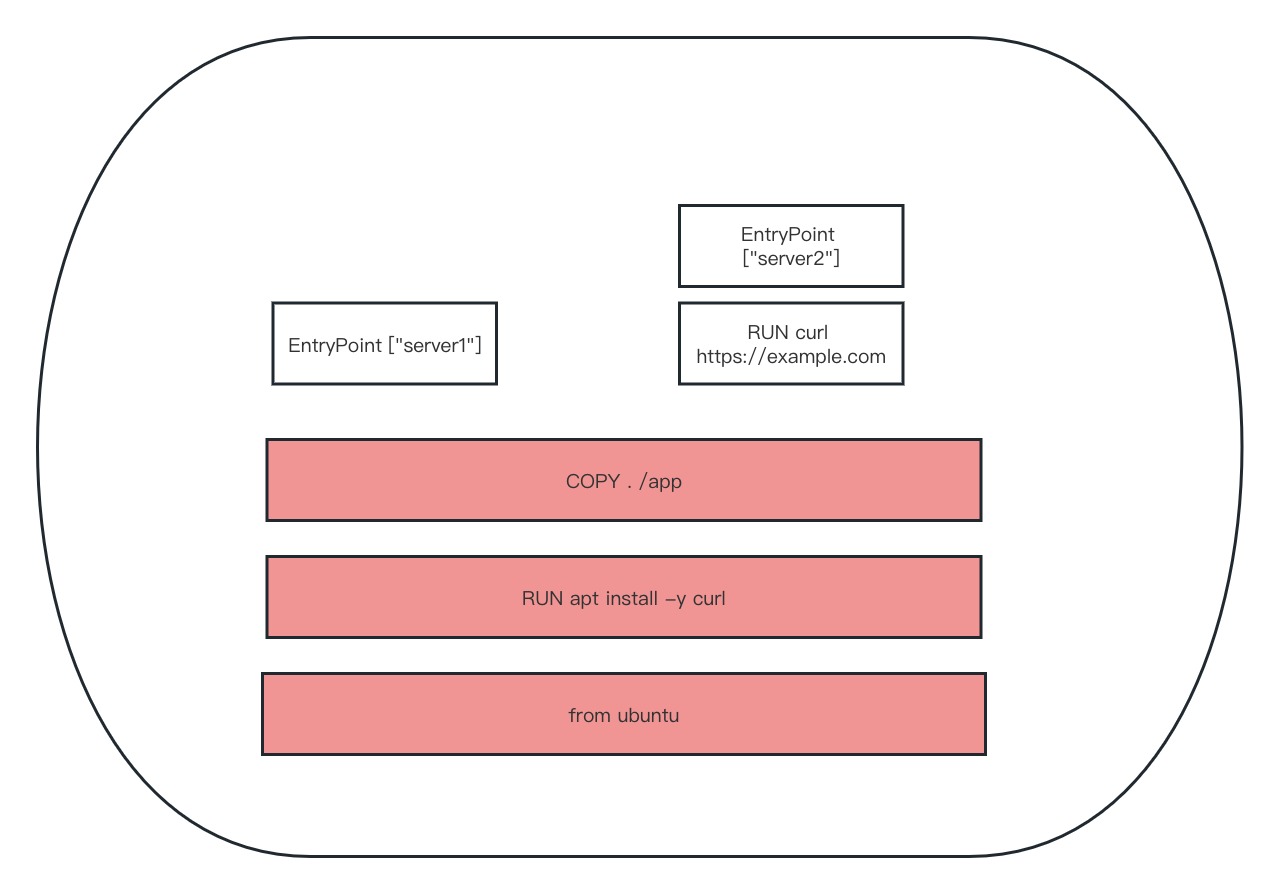 EntryPoint
["server2"]
EntryPoint ["server1"]
RUN curl
https://example.com
COPY . /app
RUN apt install -y curl
from ubuntu